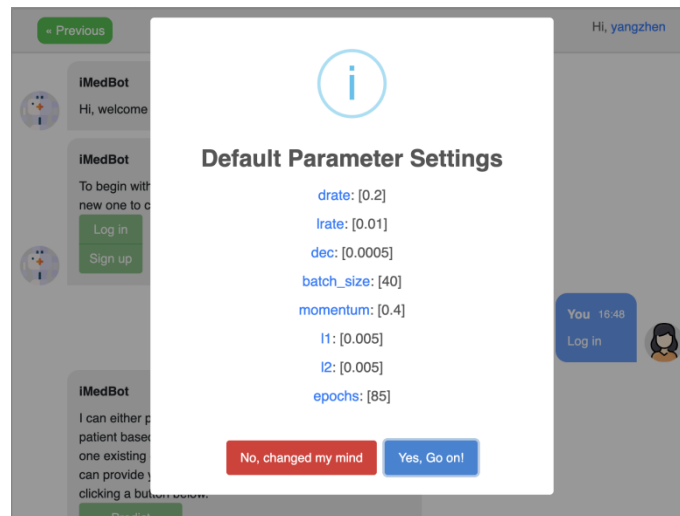 « Previous
Hi, yangzhen
iMedBot
Hi, welcome
iMedBot
To begin with
new one to c
Log in
Sign up
i
Default Parameter Settings
drate: [0.2]
lrate: [0.01]
dec: [0.0005]
batch_size: [40]
momentum: [0.4]
l1: [0.005]
l2: [0.005]
epochs: [85]
No, changed my mind
Yes, Go on!
You 16:48
Log in
iMedBot
I can either p
patient based
one existing
can provide y
clicking a button below.
Predict